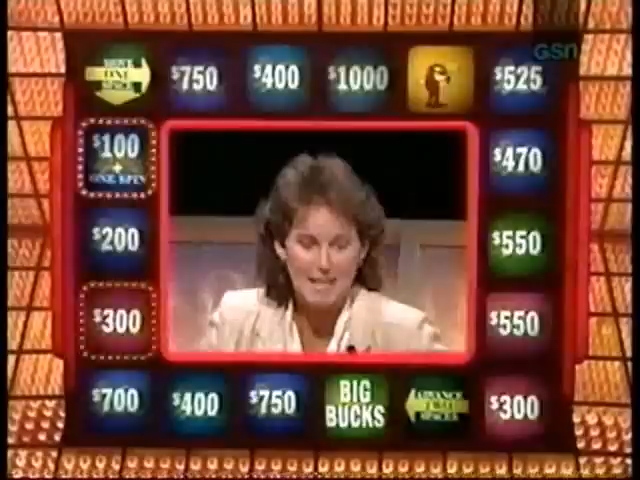 GSN
MOVE
ONE
SPACE
$750
$400
$1000
$525
$100
+
ONE SPIN
$470
$200
$550
$300
$550
$700
$400
$750
BIG
BUCKS
ADVANCE
TWO
SPACES
$300